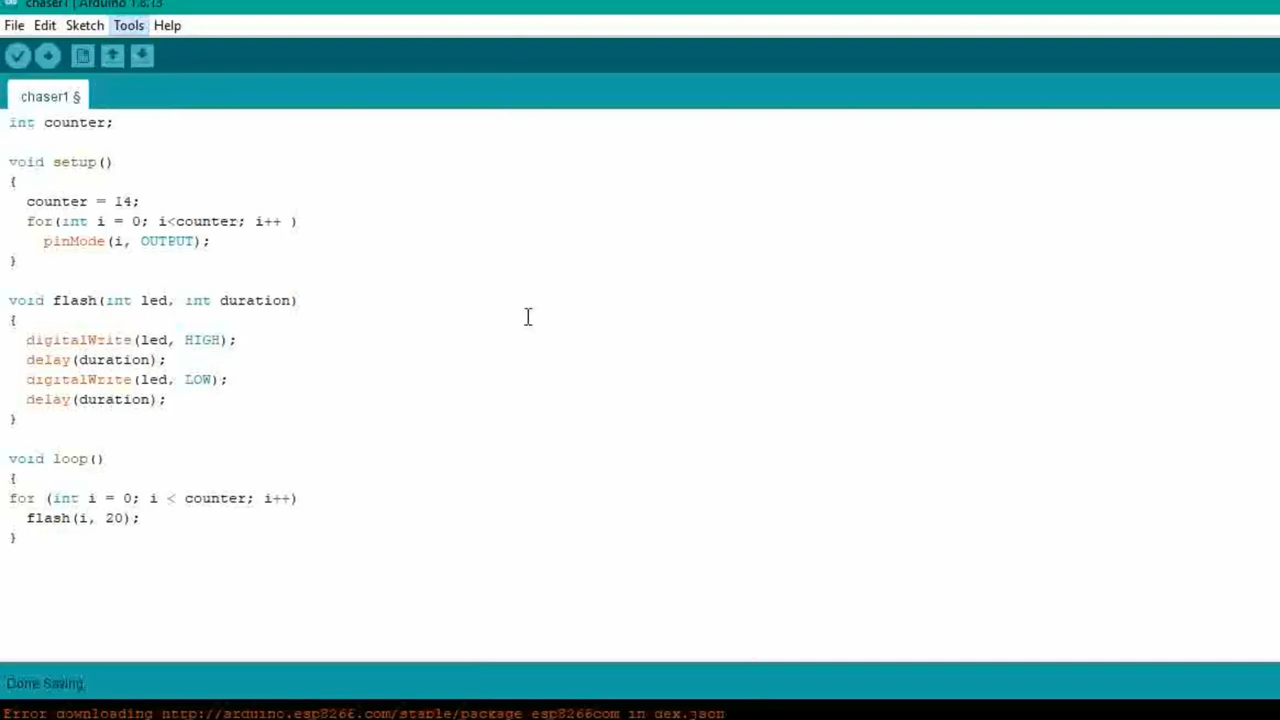 chaser1 | Arduino 1.8.13
File Edit Sketch Tools Help
chaser1 §
int counter;
void setup()
{
counter = 14;
for(int i = 0; i<counter; i++ )
pinMode(i, OUTPUT);
}
void flash(int led, int duration)
{
digitalWrite(led, HIGH);
delay(duration);
digitalWrite(led, LOW);
delay(duration);
}
void loop()
{
for (int i = 0; i < counter; i++)
flash(i, 20);
}
Done Saving.
Error downloading http://arduino.esp8266.com/stable/package_esp8266com_in dex.json